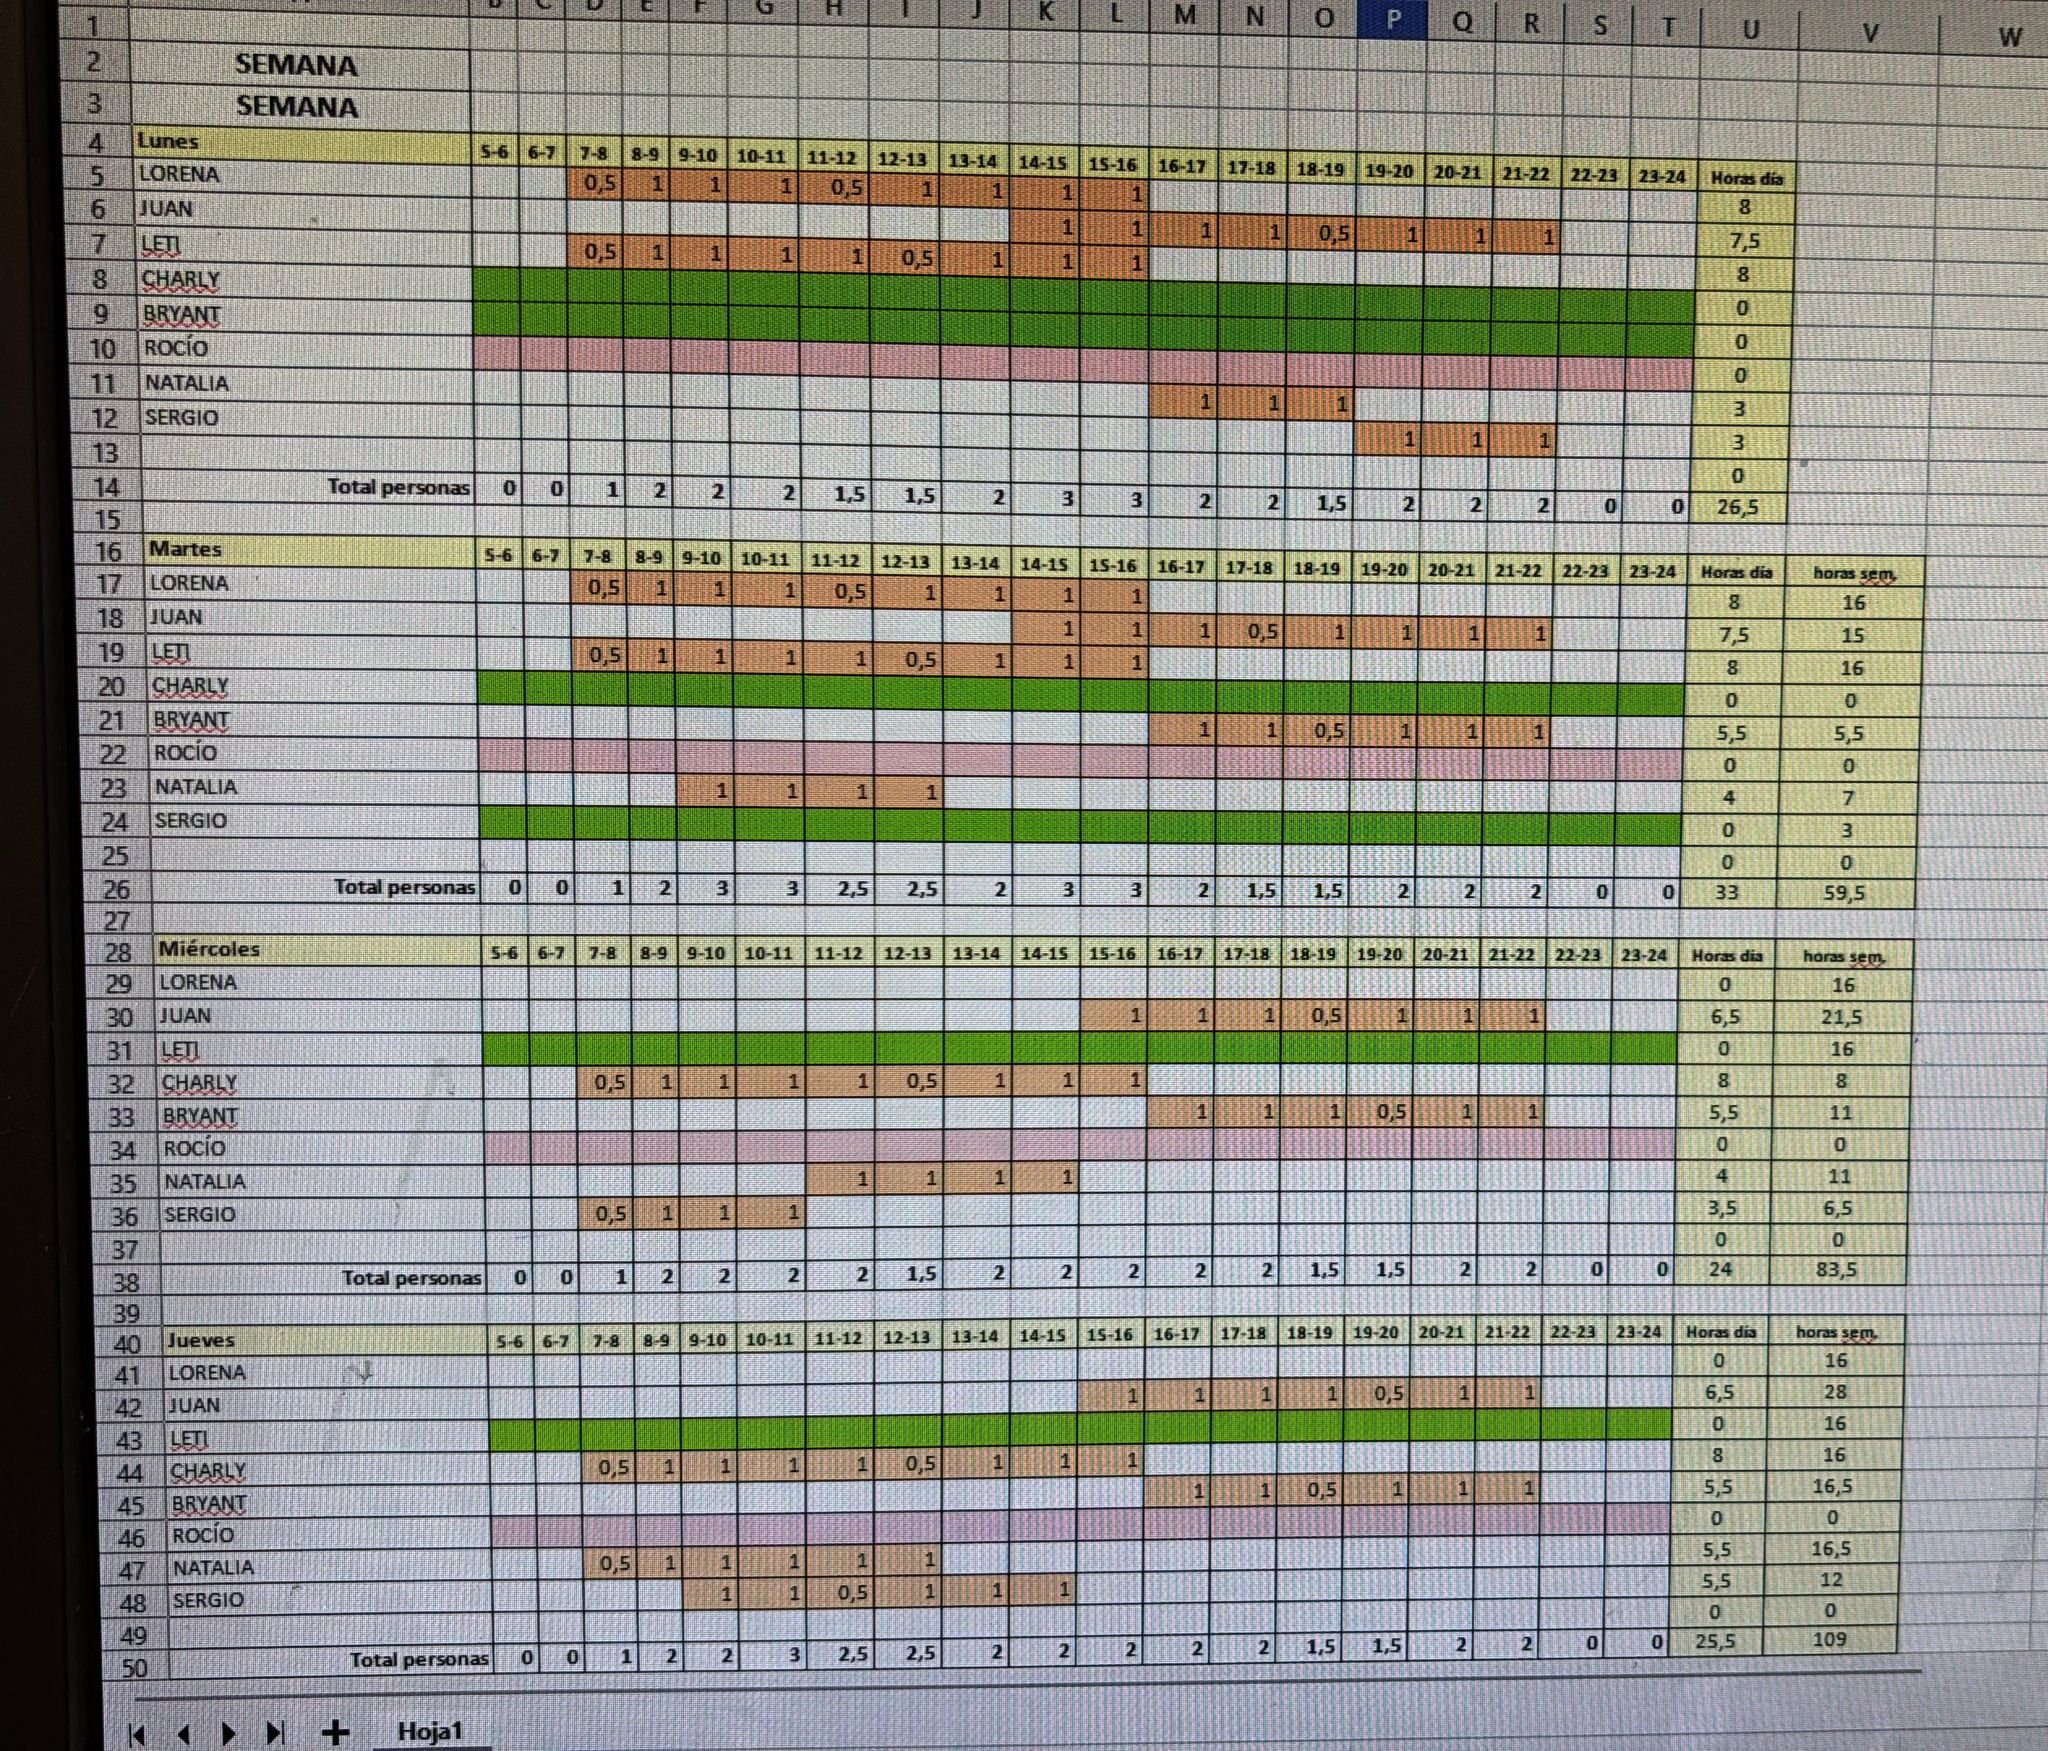 B C D E F G H I J K L M N O P Q R S T U V W
1
2 SEMANA
3 SEMANA
4 Lunes 5-6 6-7 7-8 8-9 9-10 10-11 11-12 12-13 13-14 14-15 15-16 16-17 17-18 18-19 19-20 20-21 21-22 22-23 23-24 Horas día
5 LORENA 0,5 1 1 1 0,5 1 1 1 1 8
6 JUAN 1 1 1 1 0,5 1 1 1 7,5
7 LETI 0,5 1 1 1 1 0,5 1 1 1 8
8 CHARLY 0
9 BRYANT 0
10 ROCÍO 0
11 NATALIA 1 1 1 3
12 SERGIO 1 1 1 3
13 0
14 Total personas 0 0 1 2 2 2 1,5 1,5 2 3 3 2 2 1,5 2 2 2 0 0 26,5
15
16 Martes 5-6 6-7 7-8 8-9 9-10 10-11 11-12 12-13 13-14 14-15 15-16 16-17 17-18 18-19 19-20 20-21 21-22 22-23 23-24 Horas día horas sem,
17 LORENA 0,5 1 1 1 0,5 1 1 1 1 8 16
18 JUAN 1 1 1 0,5 1 1 1 1 7,5 15
19 LETI 0,5 1 1 1 1 0,5 1 1 1 8 16
20 CHARLY 0 0
21 BRYANT 1 1 0,5 1 1 1 5,5 5,5
22 ROCÍO 0 0
23 NATALIA 1 1 1 1 4 7
24 SERGIO 0 3
25 0 0
26 Total personas 0 0 1 2 3 3 2,5 2,5 2 3 3 2 1,5 1,5 2 2 2 0 0 33 59,5
27
28 Miércoles 5-6 6-7 7-8 8-9 9-10 10-11 11-12 12-13 13-14 14-15 15-16 16-17 17-18 18-19 19-20 20-21 21-22 22-23 23-24 Horas día horas sem,
29 LORENA 0 16
30 JUAN 1 1 1 0,5 1 1 1 6,5 21,5
31 LETI 0 16
32 CHARLY 0,5 1 1 1 1 0,5 1 1 1 8 8
33 BRYANT 1 1 1 0,5 1 1 5,5 11
34 ROCÍO 0 0
35 NATALIA 1 1 1 1 4 11
36 SERGIO 0,5 1 1 1 3,5 6,5
37 0 0
38 Total personas 0 0 1 2 2 2 2 1,5 2 2 2 2 2 1,5 1,5 2 2 0 0 24 83,5
39
40 Jueves 5-6 6-7 7-8 8-9 9-10 10-11 11-12 12-13 13-14 14-15 15-16 16-17 17-18 18-19 19-20 20-21 21-22 22-23 23-24 Horas día horas sem,
41 LORENA 0 16
42 JUAN 1 1 1 1 0,5 1 1 6,5 28
43 LETI 0 16
44 CHARLY 0,5 1 1 1 1 0,5 1 1 1 8 16
45 BRYANT 1 1 0,5 1 1 1 5,5 16,5
46 ROCÍO 0 0
47 NATALIA 0,5 1 1 1 1 1 5,5 16,5
48 SERGIO 1 1 0,5 1 1 1 5,5 12
49 0 0
50 Total personas 0 0 1 2 2 3 2,5 2,5 2 2 2 2 2 1,5 1,5 2 2 0 0 25,5 109
Hoja1